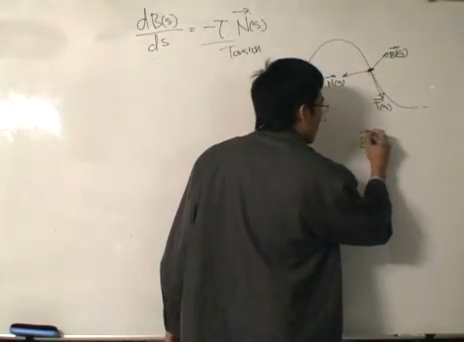 dB(s)/ds = -τ N⃗(s)
Torsion
B⃗(s)
N⃗(s)
T⃗(s)